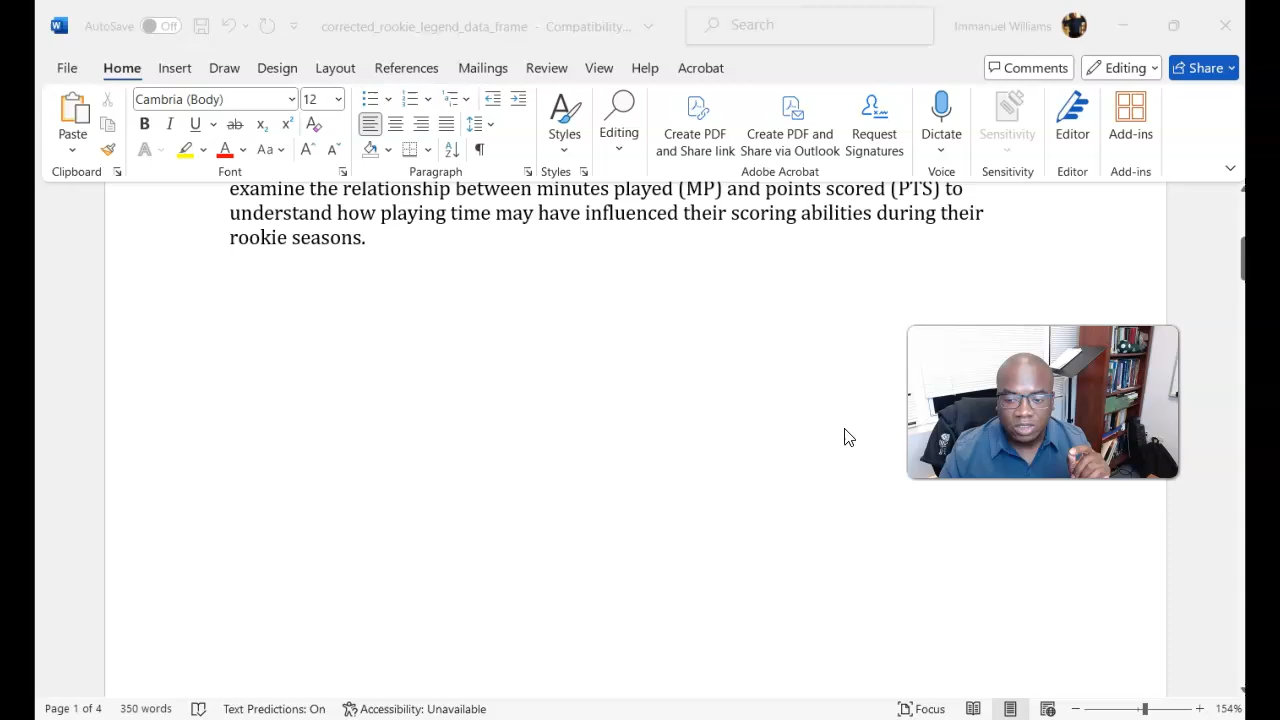 AutoSave Off corrected_rookie_legend_data_frame - Compatibility... Search Immanuel Williams
File Home Insert Draw Design Layout References Mailings Review View Help Acrobat Comments Editing Share
Paste
Clipboard
Cambria (Body) 12
B I U ab x₂ x² A
A A Aa A A
Font
Paragraph
Styles
Styles
Editing
Create PDF
and Share link
Create PDF and
Share via Outlook
Request
Signatures
Adobe Acrobat
Dictate
Voice
Sensitivity
Sensitivity
Editor
Editor
Add-ins
Add-ins
examine the relationship between minutes played (MP) and points scored (PTS) to
understand how playing time may have influenced their scoring abilities during their
rookie seasons.
Page 1 of 4 350 words Text Predictions: On Accessibility: Unavailable Focus 154%